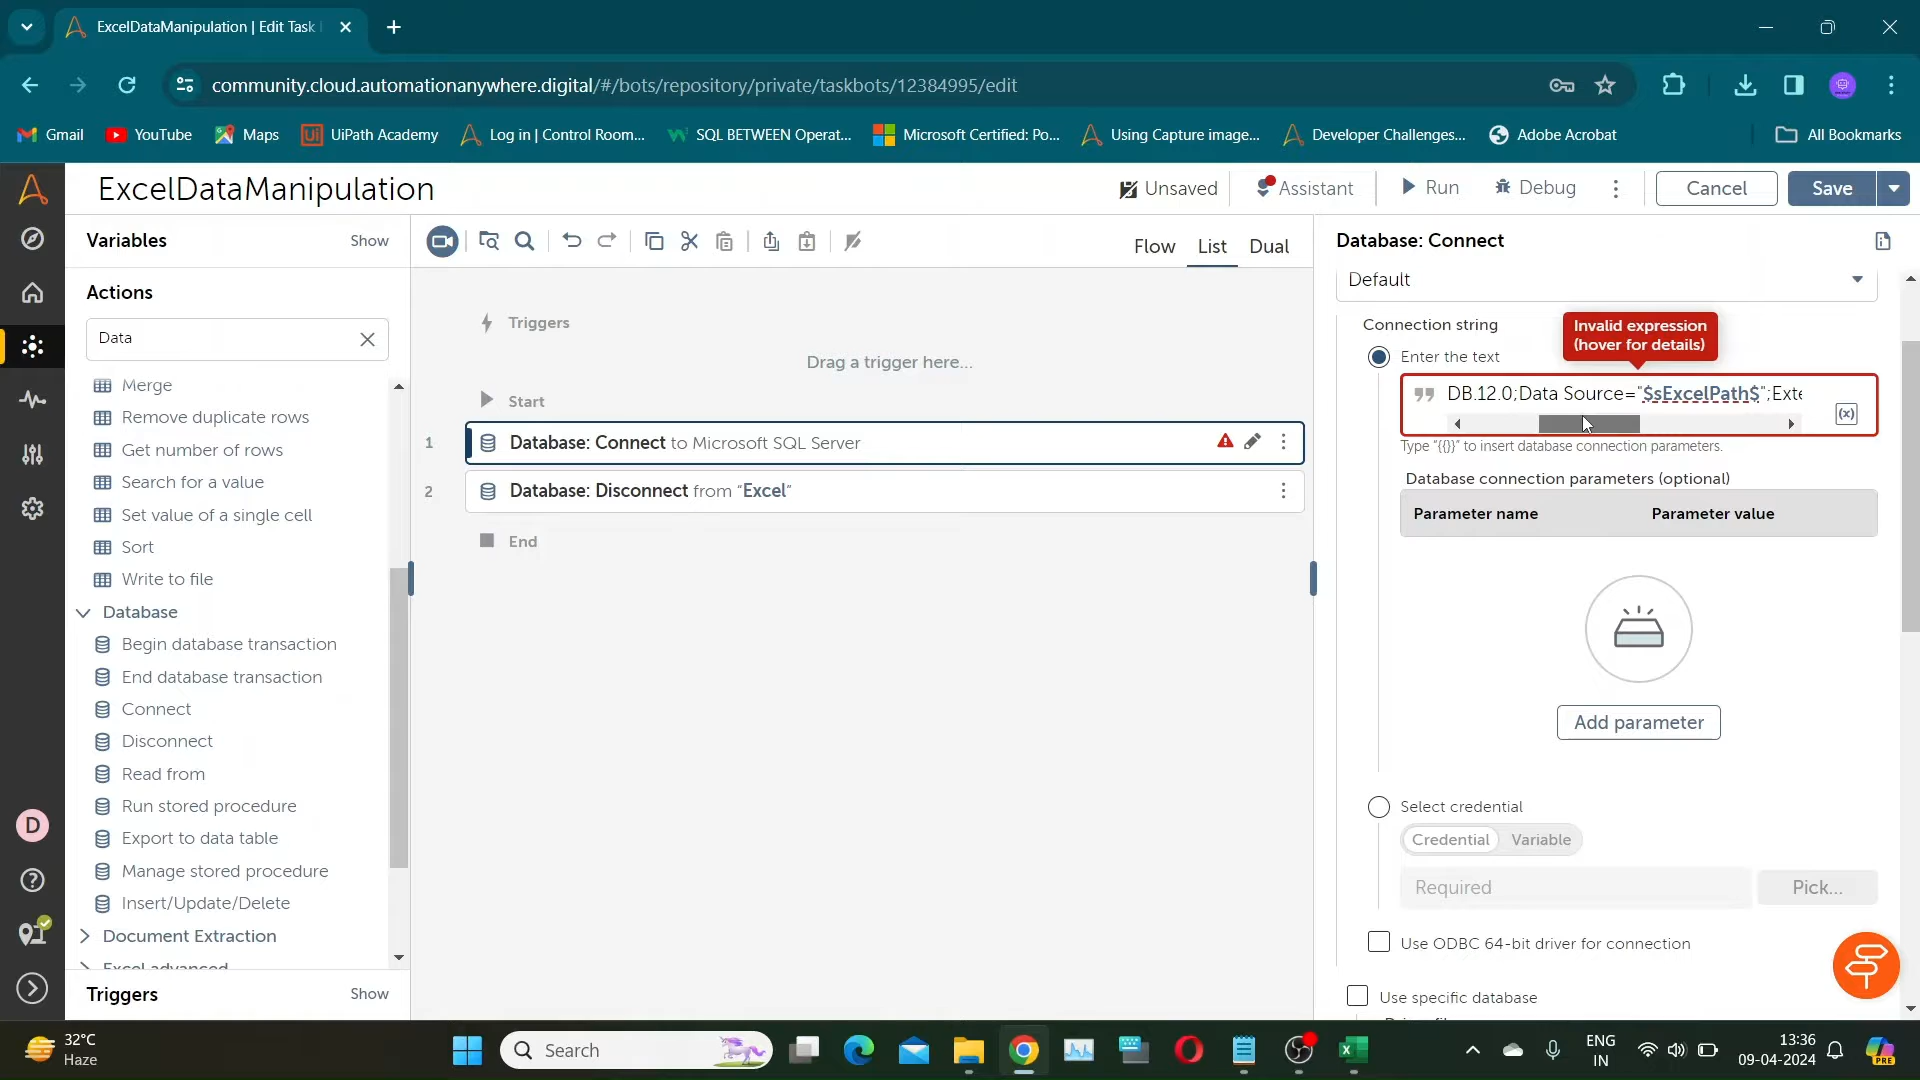 ExcelDataManipulation | Edit Task
community.cloud.automationanywhere.digital/#/bots/repository/private/taskbots/12384995/edit
Gmail
YouTube
Maps
UiPath Academy
Log in | Control Room...
SQL BETWEEN Operat...
Microsoft Certified: Po...
Using Capture image...
Developer Challenges...
Adobe Acrobat
All Bookmarks
ExcelDataManipulation
Unsaved
Assistant
Run
Debug
Cancel
Save
Variables
Show
Actions
Data
Merge
Remove duplicate rows
Get number of rows
Search for a value
Set value of a single cell
Sort
Write to file
Database
Begin database transaction
End database transaction
Connect
Disconnect
Read from
Run stored procedure
Export to data table
Manage stored procedure
Insert/Update/Delete
Document Extraction
Excel advanced
Triggers
Show
D
Flow
List
Dual
Triggers
Drag a trigger here...
Start
1
Database: Connect to Microsoft SQL Server
2
Database: Disconnect from “Excel”
End
Database: Connect
Default
Connection string
Invalid expression
(hover for details)
Enter the text
DB.12.0;Data Source="$sExcelPath$";Exte
(x)
Type “{{}}” to insert database connection parameters.
Database connection parameters (optional)
Parameter name
Parameter value
Add parameter
Select credential
Credential
Variable
Required
Pick...
Use ODBC 64-bit driver for connection
Use specific database
32°C
Haze
Search
ENG
IN
13:36
09-04-2024
PRE